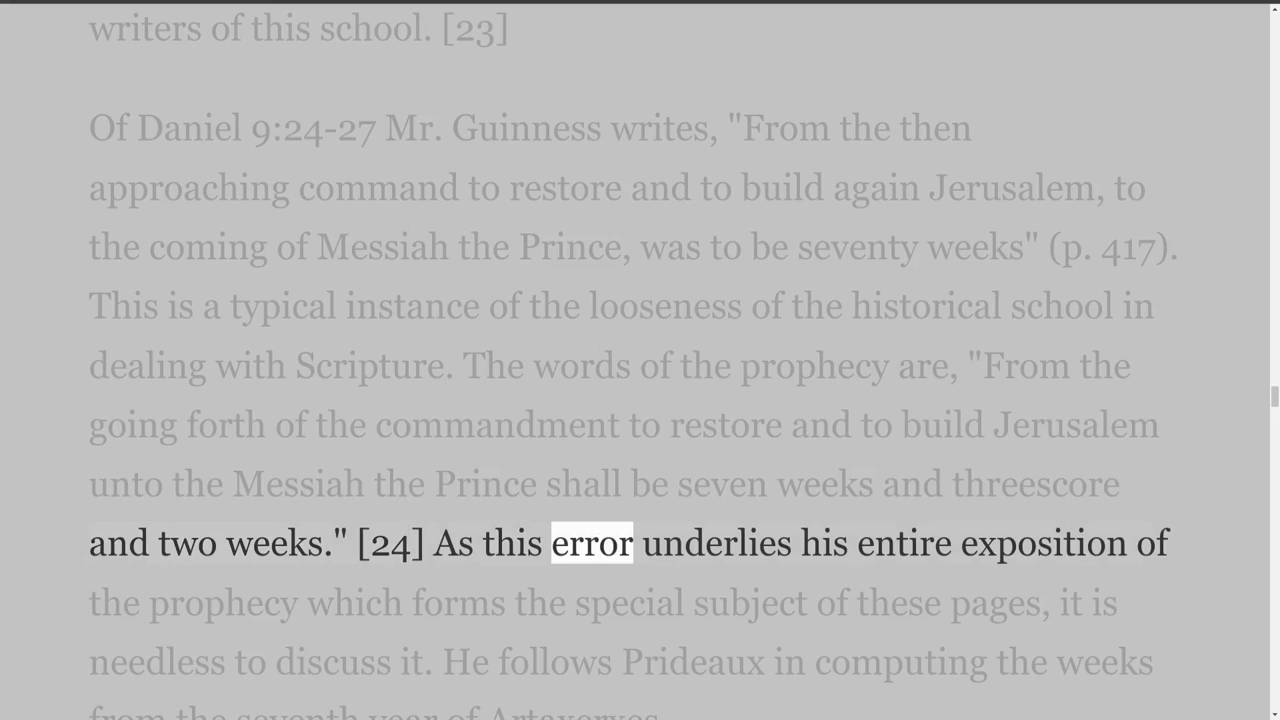 writers of this school. [23]
Of Daniel 9:24-27 Mr. Guinness writes, "From the then
approaching command to restore and to build again Jerusalem, to
the coming of Messiah the Prince, was to be seventy weeks" (p. 417).
This is a typical instance of the looseness of the historical school in
dealing with Scripture. The words of the prophecy are, "From the
going forth of the commandment to restore and to build Jerusalem
unto the Messiah the Prince shall be seven weeks and threescore
and two weeks." [24] As this error underlies his entire exposition of
the prophecy which forms the special subject of these pages, it is
needless to discuss it. He follows Prideaux in computing the weeks
from the seventh year of Artaxerxes